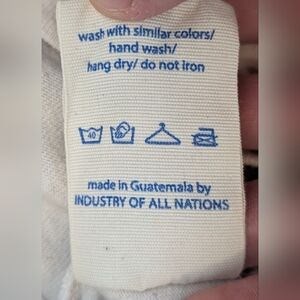 wash with similar colors/
hand wash/
hang dry/ do not iron
40
made in Guatemala by
INDUSTRY OF ALL NATIONS